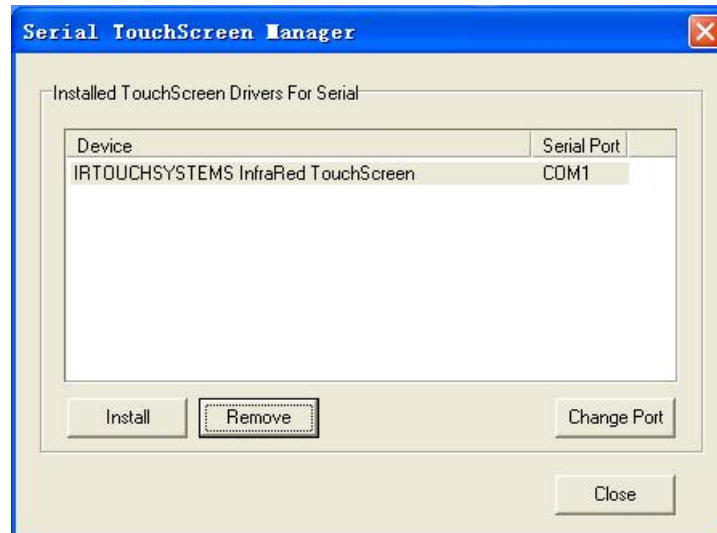 Serial TouchScreen Manager
Installed TouchScreen Drivers For Serial
Device Serial Port
IRTOUCHSYSTEMS InfraRed TouchScreen COM1
Install Remove Change Port
Close